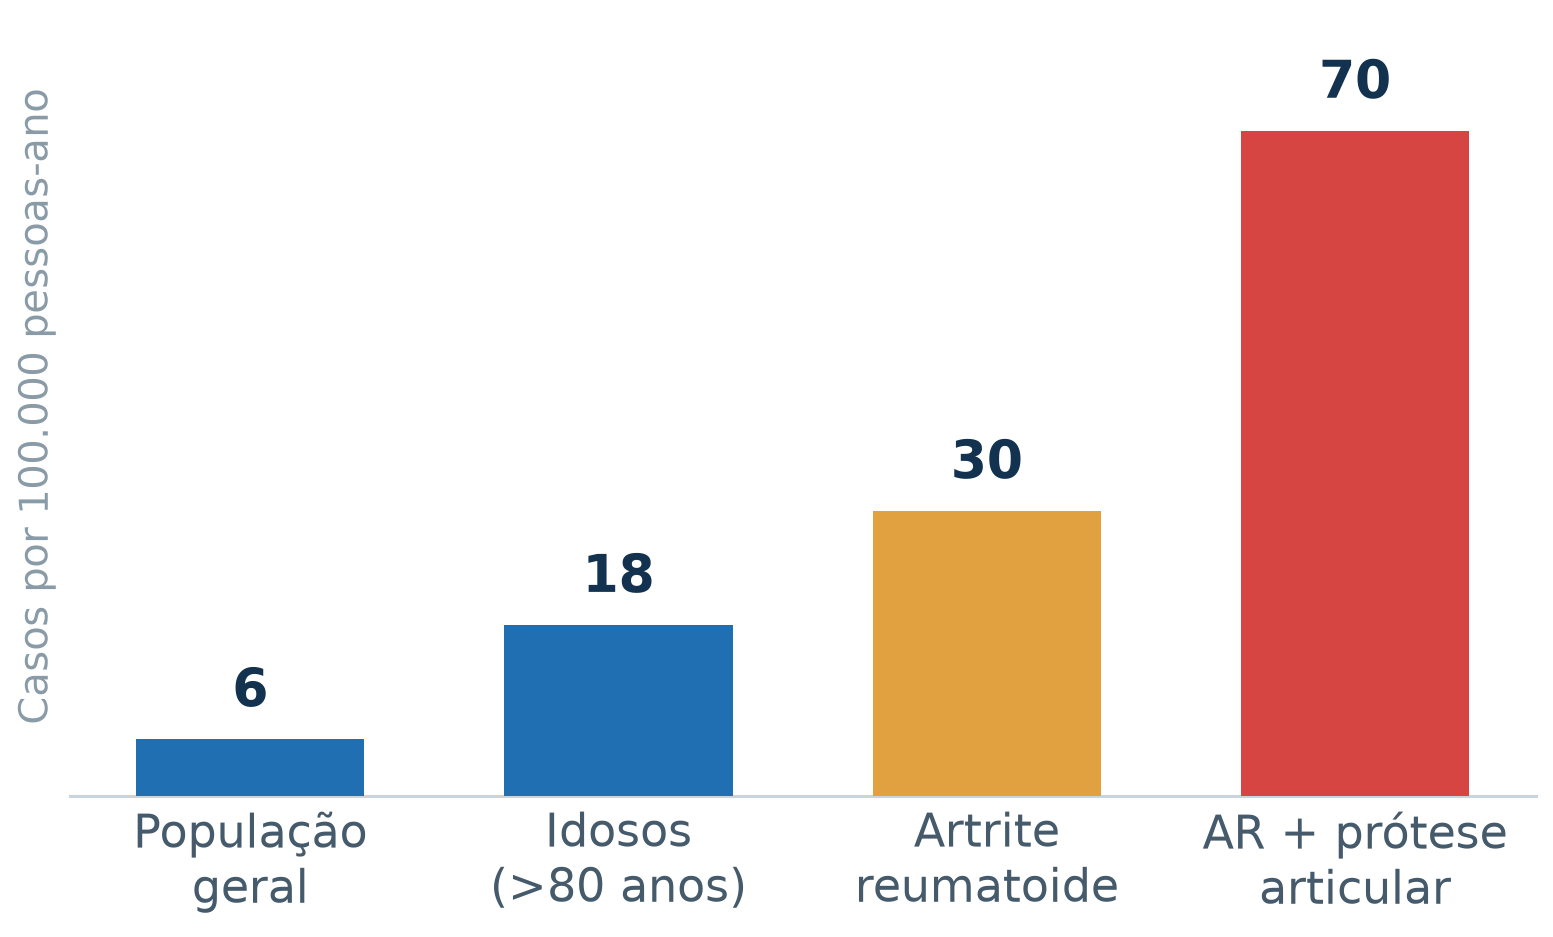 Casos por 100.000 pessoas-ano
6
18
30
70
População
geral
Idosos
(>80 anos)
Artrite
reumatoide
AR + prótese
articular